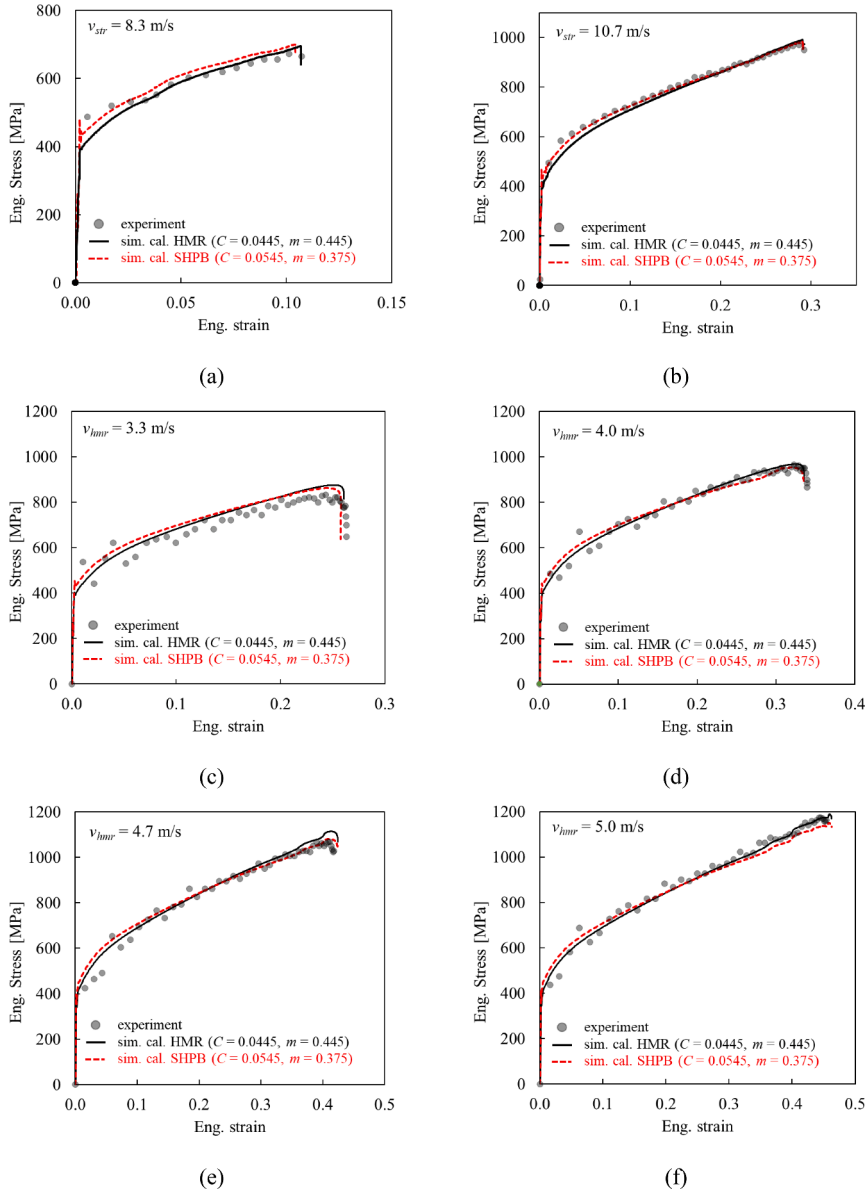 v_str = 8.3 m/s
800
600
400
200
0
Eng. Stress [MPa]
experiment
sim. cal. HMR (C = 0.0445, m = 0.445)
sim. cal. SHPB (C = 0.0545, m = 0.375)
0.00 0.05 0.10 0.15
Eng. strain
(a)
v_str = 10.7 m/s
1000
800
600
400
200
0
Eng. Stress [MPa]
experiment
sim. cal. HMR (C = 0.0445, m = 0.445)
sim. cal. SHPB (C = 0.0545, m = 0.375)
0.0 0.1 0.2 0.3
Eng. strain
(b)
v_hmr = 3.3 m/s
1200
1000
800
600
400
200
0
Eng. Stress [MPa]
experiment
sim. cal. HMR (C = 0.0445, m = 0.445)
sim. cal. SHPB (C = 0.0545, m = 0.375)
0.0 0.1 0.2 0.3
Eng. strain
(c)
v_hmr = 4.0 m/s
1200
1000
800
600
400
200
0
Eng. Stress [MPa]
experiment
sim. cal. HMR (C = 0.0445, m = 0.445)
sim. cal. SHPB (C = 0.0545, m = 0.375)
0.0 0.1 0.2 0.3 0.4
Eng. strain
(d)
v_hmr = 4.7 m/s
1200
1000
800
600
400
200
0
Eng. Stress [MPa]
experiment
sim. cal. HMR (C = 0.0445, m = 0.445)
sim. cal. SHPB (C = 0.0545, m = 0.375)
0.0 0.1 0.2 0.3 0.4 0.5
Eng. strain
(e)
v_hmr = 5.0 m/s
1200
1000
800
600
400
200
0
Eng. Stress [MPa]
experiment
sim. cal. HMR (C = 0.0445, m = 0.445)
sim. cal. SHPB (C = 0.0545, m = 0.375)
0.0 0.1 0.2 0.3 0.4 0.5
Eng. strain
(f)